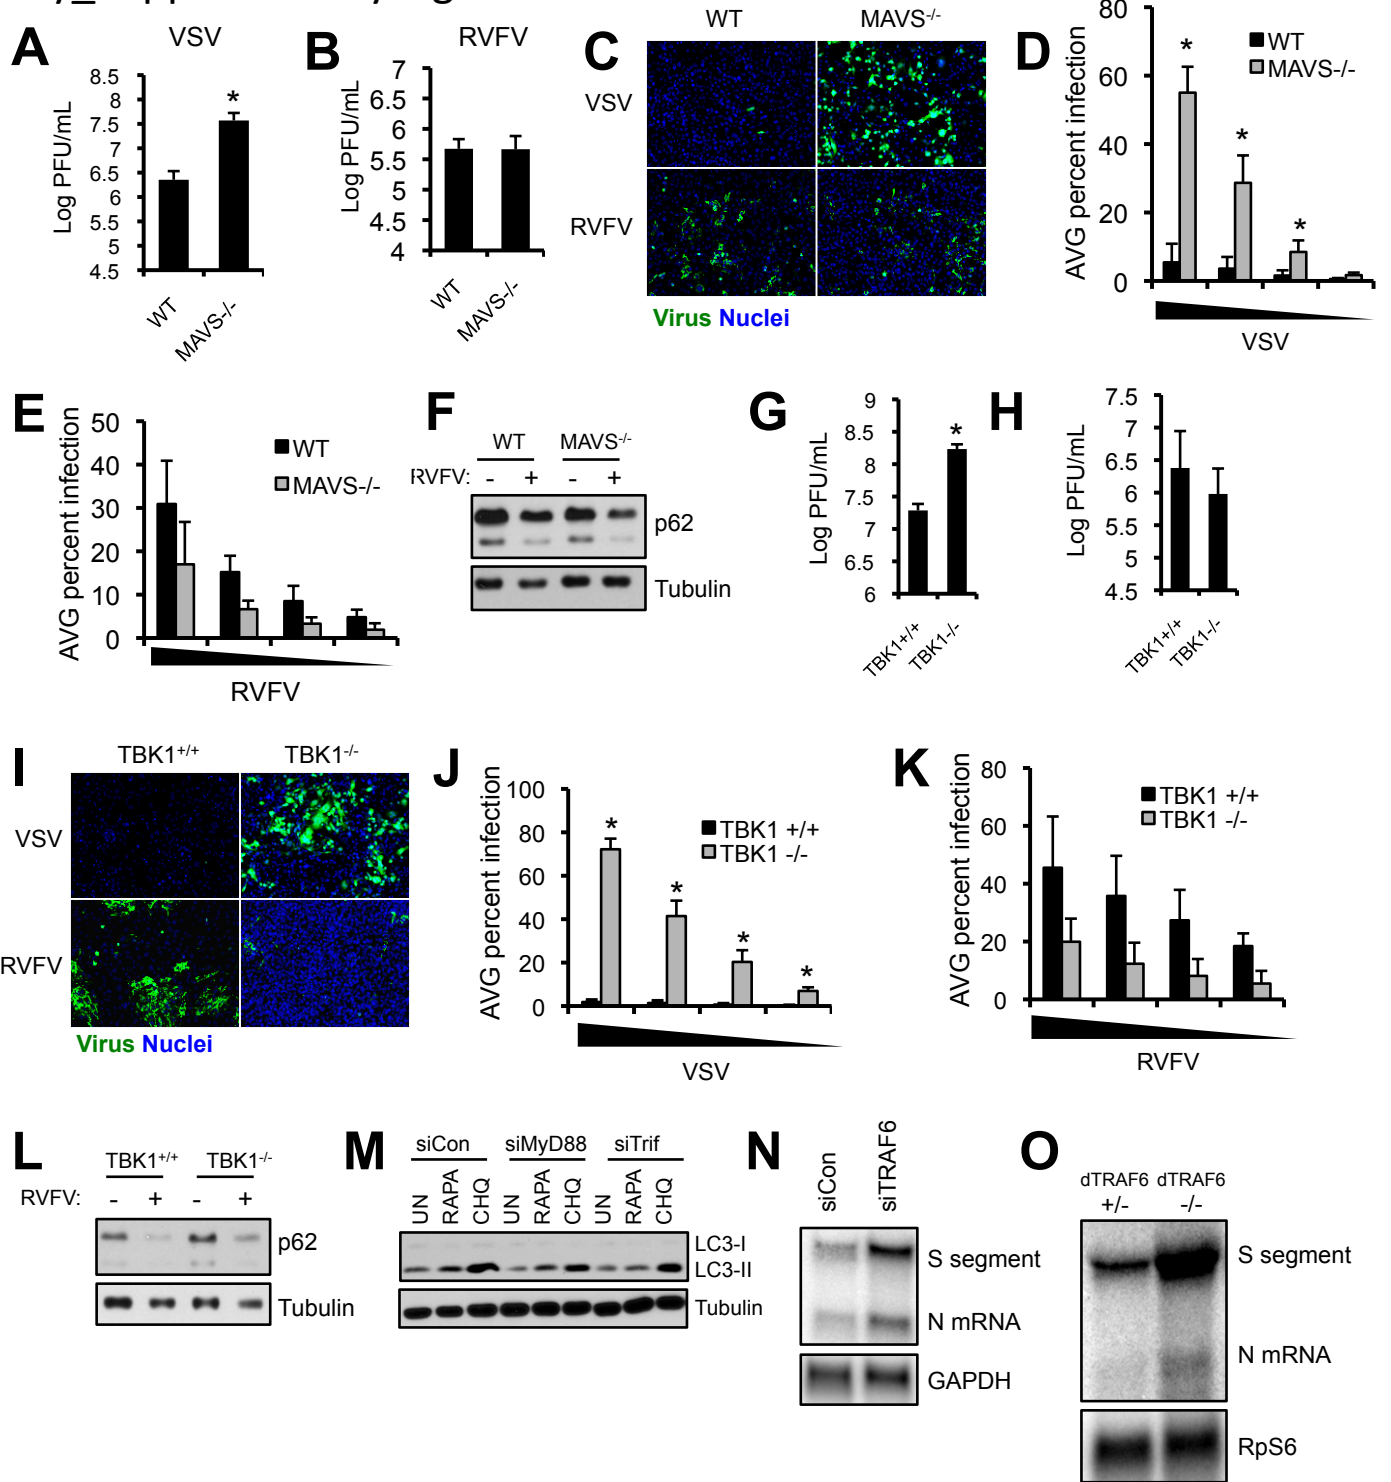 A
VSV
Log PFU/mL
8.5
8
7.5
7
6.5
6
5.5
5
4.5
*
WT
MAVS-/-
B
RVFV
Log PFU/mL
7
6.5
6
5.5
5
4.5
4
WT
MAVS-/-
C
WT MAVS-/-
VSV
RVFV
Virus Nuclei
D
AVG percent infection
80
60
40
20
0
WT
MAVS-/-
* * *
VSV
E
AVG percent infection
50
40
30
20
10
0
WT
MAVS-/-
RVFV
F
WT MAVS-/-
RVFV: - + - +
p62
Tubulin
G
Log PFU/mL
9
8.5
8
7.5
7
6.5
6
*
TBK1+/+
TBK1-/-
H
Log PFU/mL
7.5
7
6.5
6
5.5
5
4.5
TBK1+/+
TBK1-/-
I
TBK1+/+ TBK1-/-
VSV
RVFV
Virus Nuclei
J
AVG percent infection
100
80
60
40
20
0
TBK1 +/+
TBK1 -/-
* * * *
VSV
K
AVG percent infection
80
60
40
20
0
TBK1 +/+
TBK1 -/-
RVFV
L
TBK1+/+ TBK1-/-
RVFV: - + - +
p62
Tubulin
M
siCon siMyD88 siTrif
UN RAPA CHQ UN RAPA CHQ UN RAPA CHQ
LC3-I
LC3-II
Tubulin
N
siCon siTRAF6
S segment
N mRNA
GAPDH
O
dTRAF6 dTRAF6
+/- -/-
S segment
N mRNA
RpS6